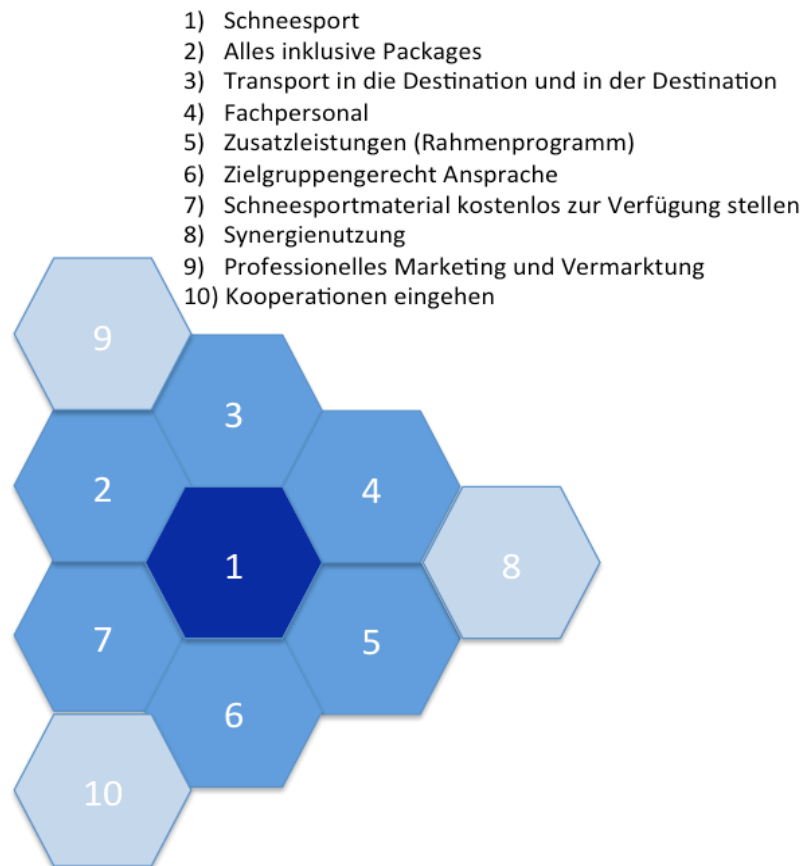 1) Schneesport
2) Alles inklusive Packages
3) Transport in die Destination und in der Destination
4) Fachpersonal
5) Zusatzleistungen (Rahmenprogramm)
6) Zielgruppengerecht Ansprache
7) Schneesportmaterial kostenlos zur Verfügung stellen
8) Synergienutzung
9) Professionelles Marketing und Vermarktung
10) Kooperationen eingehen
9
3
2
4
1
8
7
5
6
10